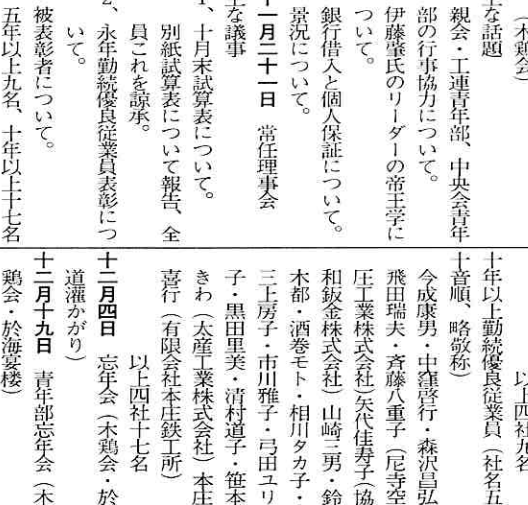 （木鶏会）
主な話題
親会・工連青年部、中央会青年
部の行事協力について。
伊藤肇氏のリーダーの帝王学に
ついて。
銀行借入と個人保証について。
景況について。
十一月二十一日　常任理事会
主な議事
1、十月末試算表について。
別紙試算表について報告、全
員これを諒承。
2、永年勤続優良従業員表彰につ
いて。
被表彰者について。
五年以上九名、十年以上十七名
以上四社九名
十年以上勤続優良従業員（社名五
十音順、略敬称）
今成康男・中窪啓行・森沢昌弘
飛田瑞夫・斉藤八重子（尼寺空
圧工業株式会社）矢代佳寿子（協
和鈑金株式会社）山崎三男・鈴
木都・酒巻モト・相川タカ子・
三上房子・市川雅子・弓田ユリ
子・黒田里美・清村道子・笹本
きわ（太産工業株式会社）本庄
喜行（有限会社本庄鉄工所）
以上四社十七名
十二月四日　忘年会（木鶏会・於
道灌かがり）
十二月十九日　青年部忘年会（木
鶏会・於海宴楼）